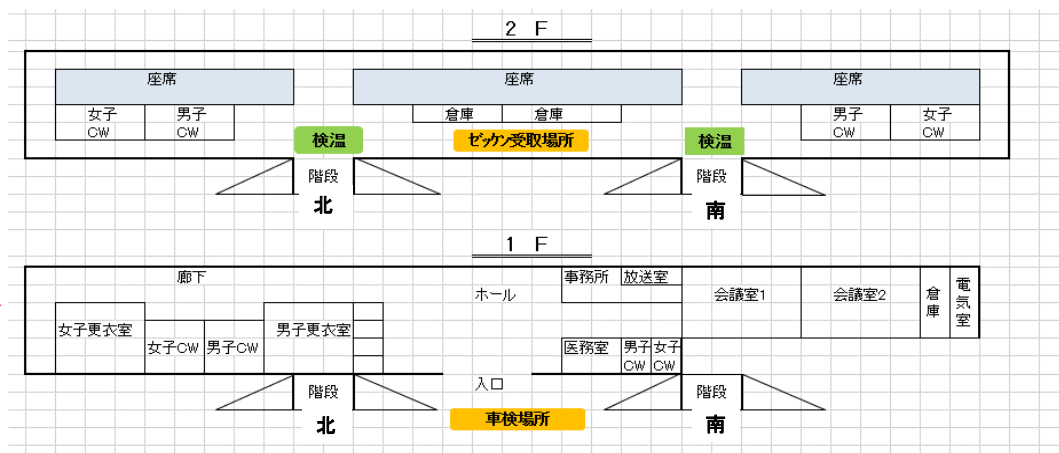 2 F
座席
座席
座席
女子
CW
男子
CW
倉庫
倉庫
男子
CW
女子
CW
検温
ゼッケン受取場所
検温
階段
北
階段
南
1 F
廊下
ホール
事務所
放送室
会議室1
会議室2
倉庫
電気室
女子更衣室
女子CW
男子CW
男子更衣室
医務室
男子
CW
女子
CW
入口
階段
北
車検場所
階段
南